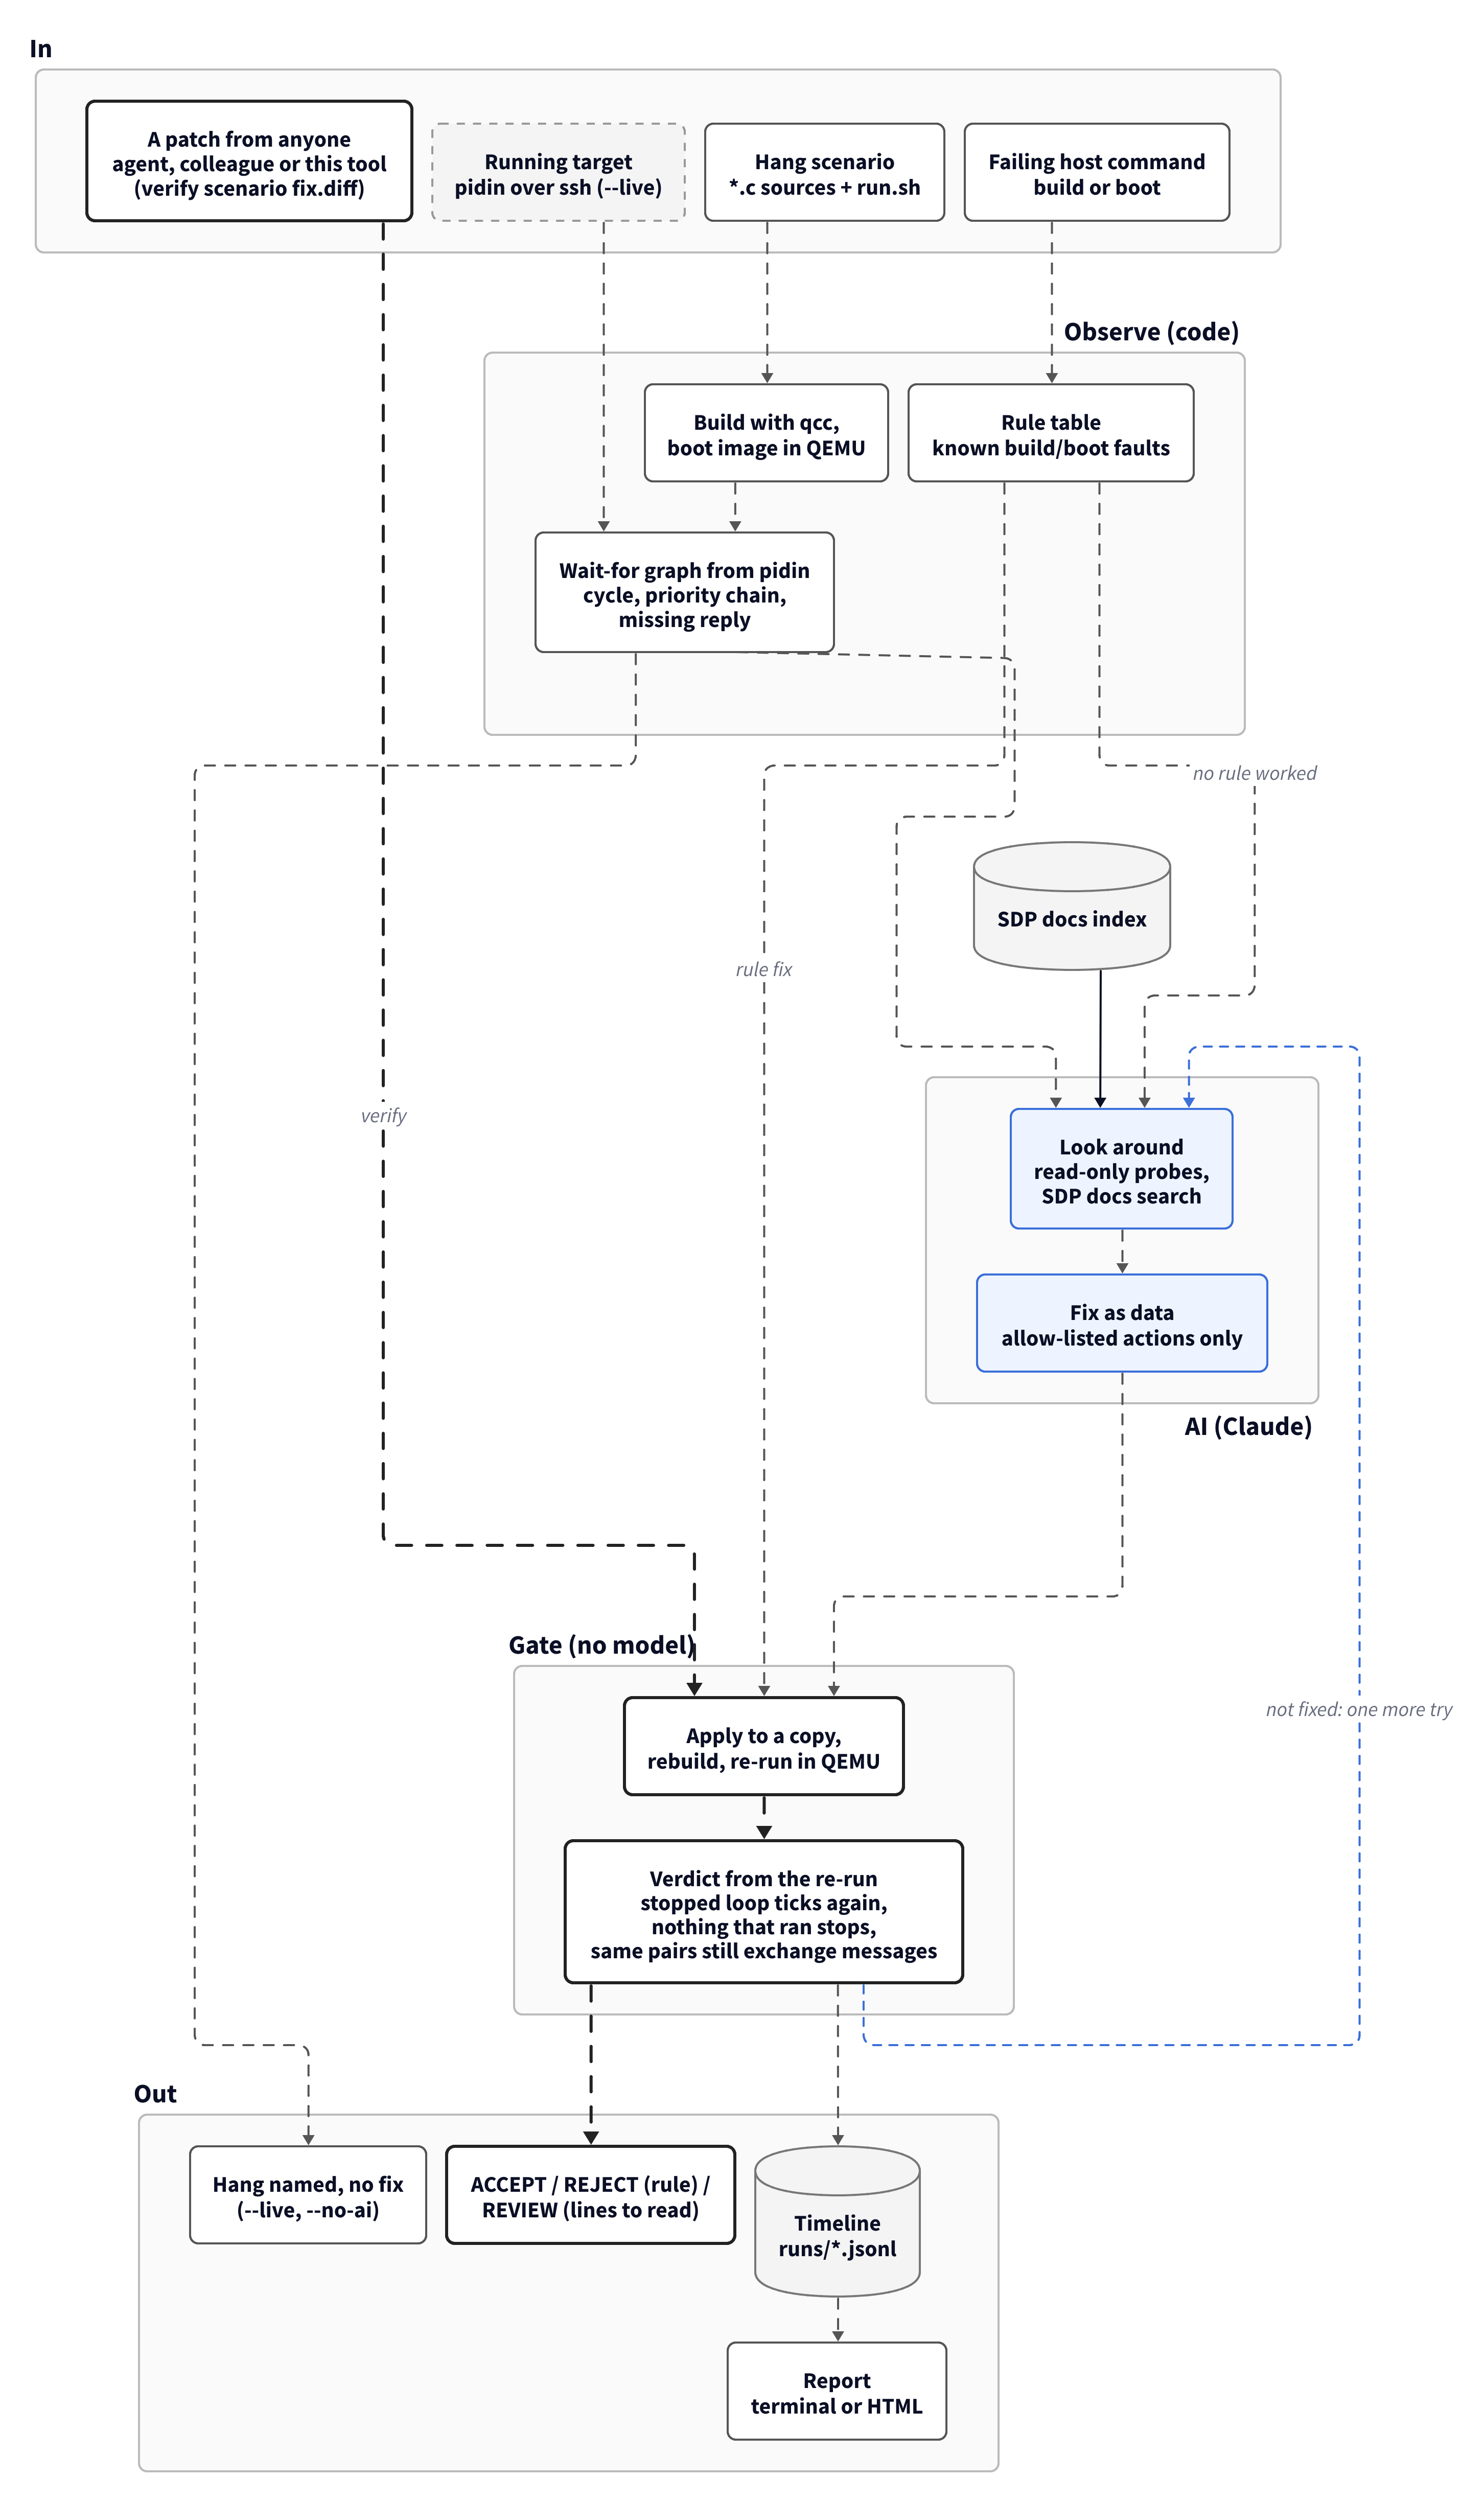 In
A patch from anyone
agent, colleague or this tool
(verify scenario fix.diff)
Running target
pidin over ssh (--live)
Hang scenario
*.c sources + run.sh
Failing host command
build or boot
Observe (code)
Build with qcc,
boot image in QEMU
Rule table
known build/boot faults
Wait-for graph from pidin
cycle, priority chain,
missing reply
no rule worked
SDP docs index
rule fix
verify
Look around
read-only probes,
SDP docs search
Fix as data
allow-listed actions only
AI (Claude)
Gate (no model)
not fixed: one more try
Apply to a copy,
rebuild, re-run in QEMU
Verdict from the re-run
stopped loop ticks again,
nothing that ran stops,
same pairs still exchange messages
Out
Hang named, no fix
(--live, --no-ai)
ACCEPT / REJECT (rule) /
REVIEW (lines to read)
Timeline
runs/*.jsonl
Report
terminal or HTML